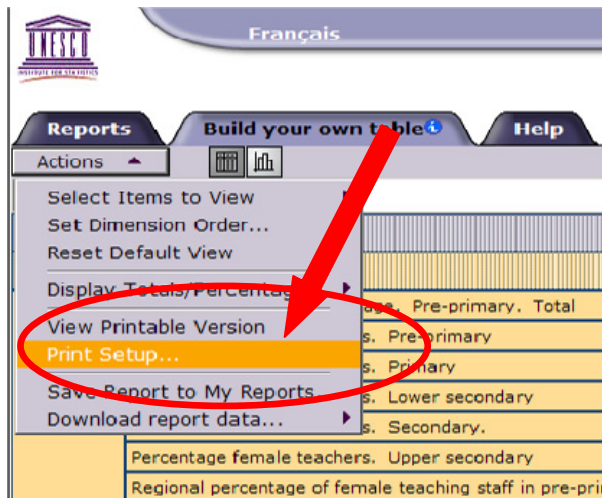 UNESCO
INSTITUTE FOR STATISTICS
Français
Reports
Build your own table
Help
Actions
Select Items to View
Set Dimension Order...
Reset Default View
Display Totals/Percentag
View Printable Version
Print Setup...
Save Report to My Reports
Download report data...
age. Pre-primary. Total
s. Pre-primary
s. Primary
s. Lower secondary
s. Secondary.
Percentage female teachers. Upper secondary
Regional percentage of female teaching staff in pre-pri